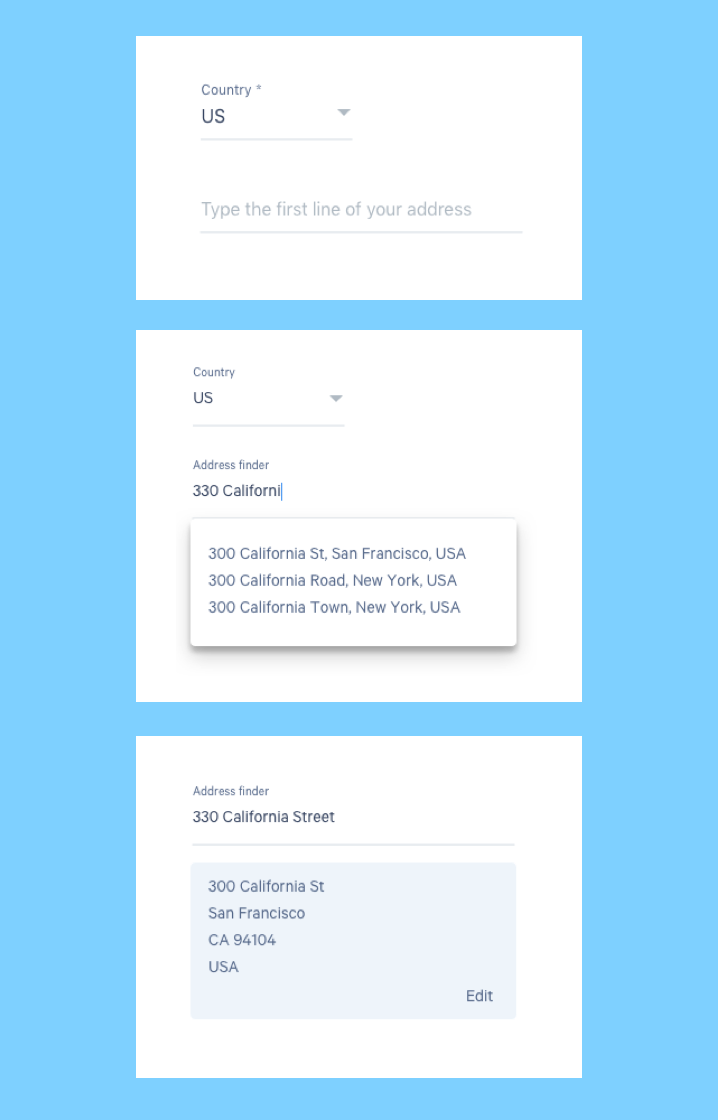 Country *
US
Type the first line of your address
Country
US
Address finder
330 Californi
300 California St, San Francisco, USA
300 California Road, New York, USA
300 California Town, New York, USA
Address finder
330 California Street
300 California St
San Francisco
CA 94104
USA
Edit